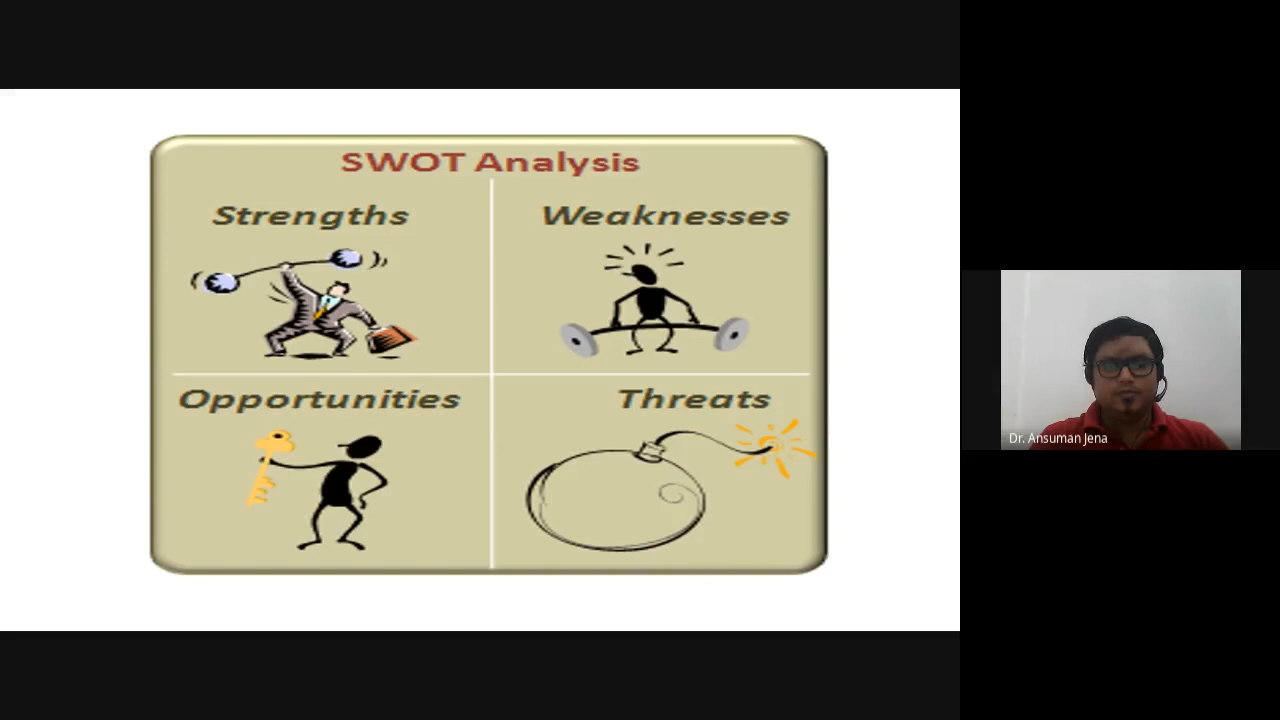 SWOT Analysis
Strengths
Weaknesses
Opportunities
Threats
Dr. Ansuman Jena